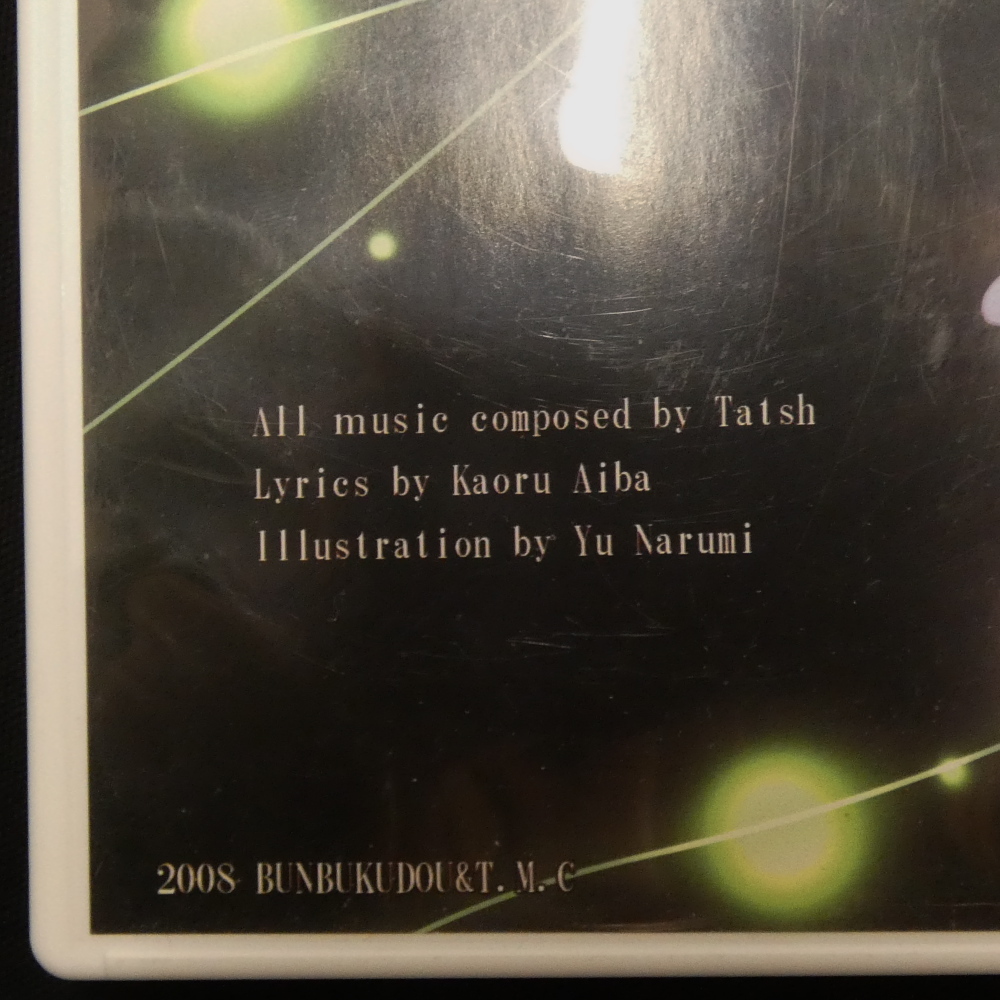 All music composed by Tatsh
Lyrics by Kaoru Aiba
Illustration by Yu Narumi
2008 BUNBUKUDOU&T.M.C